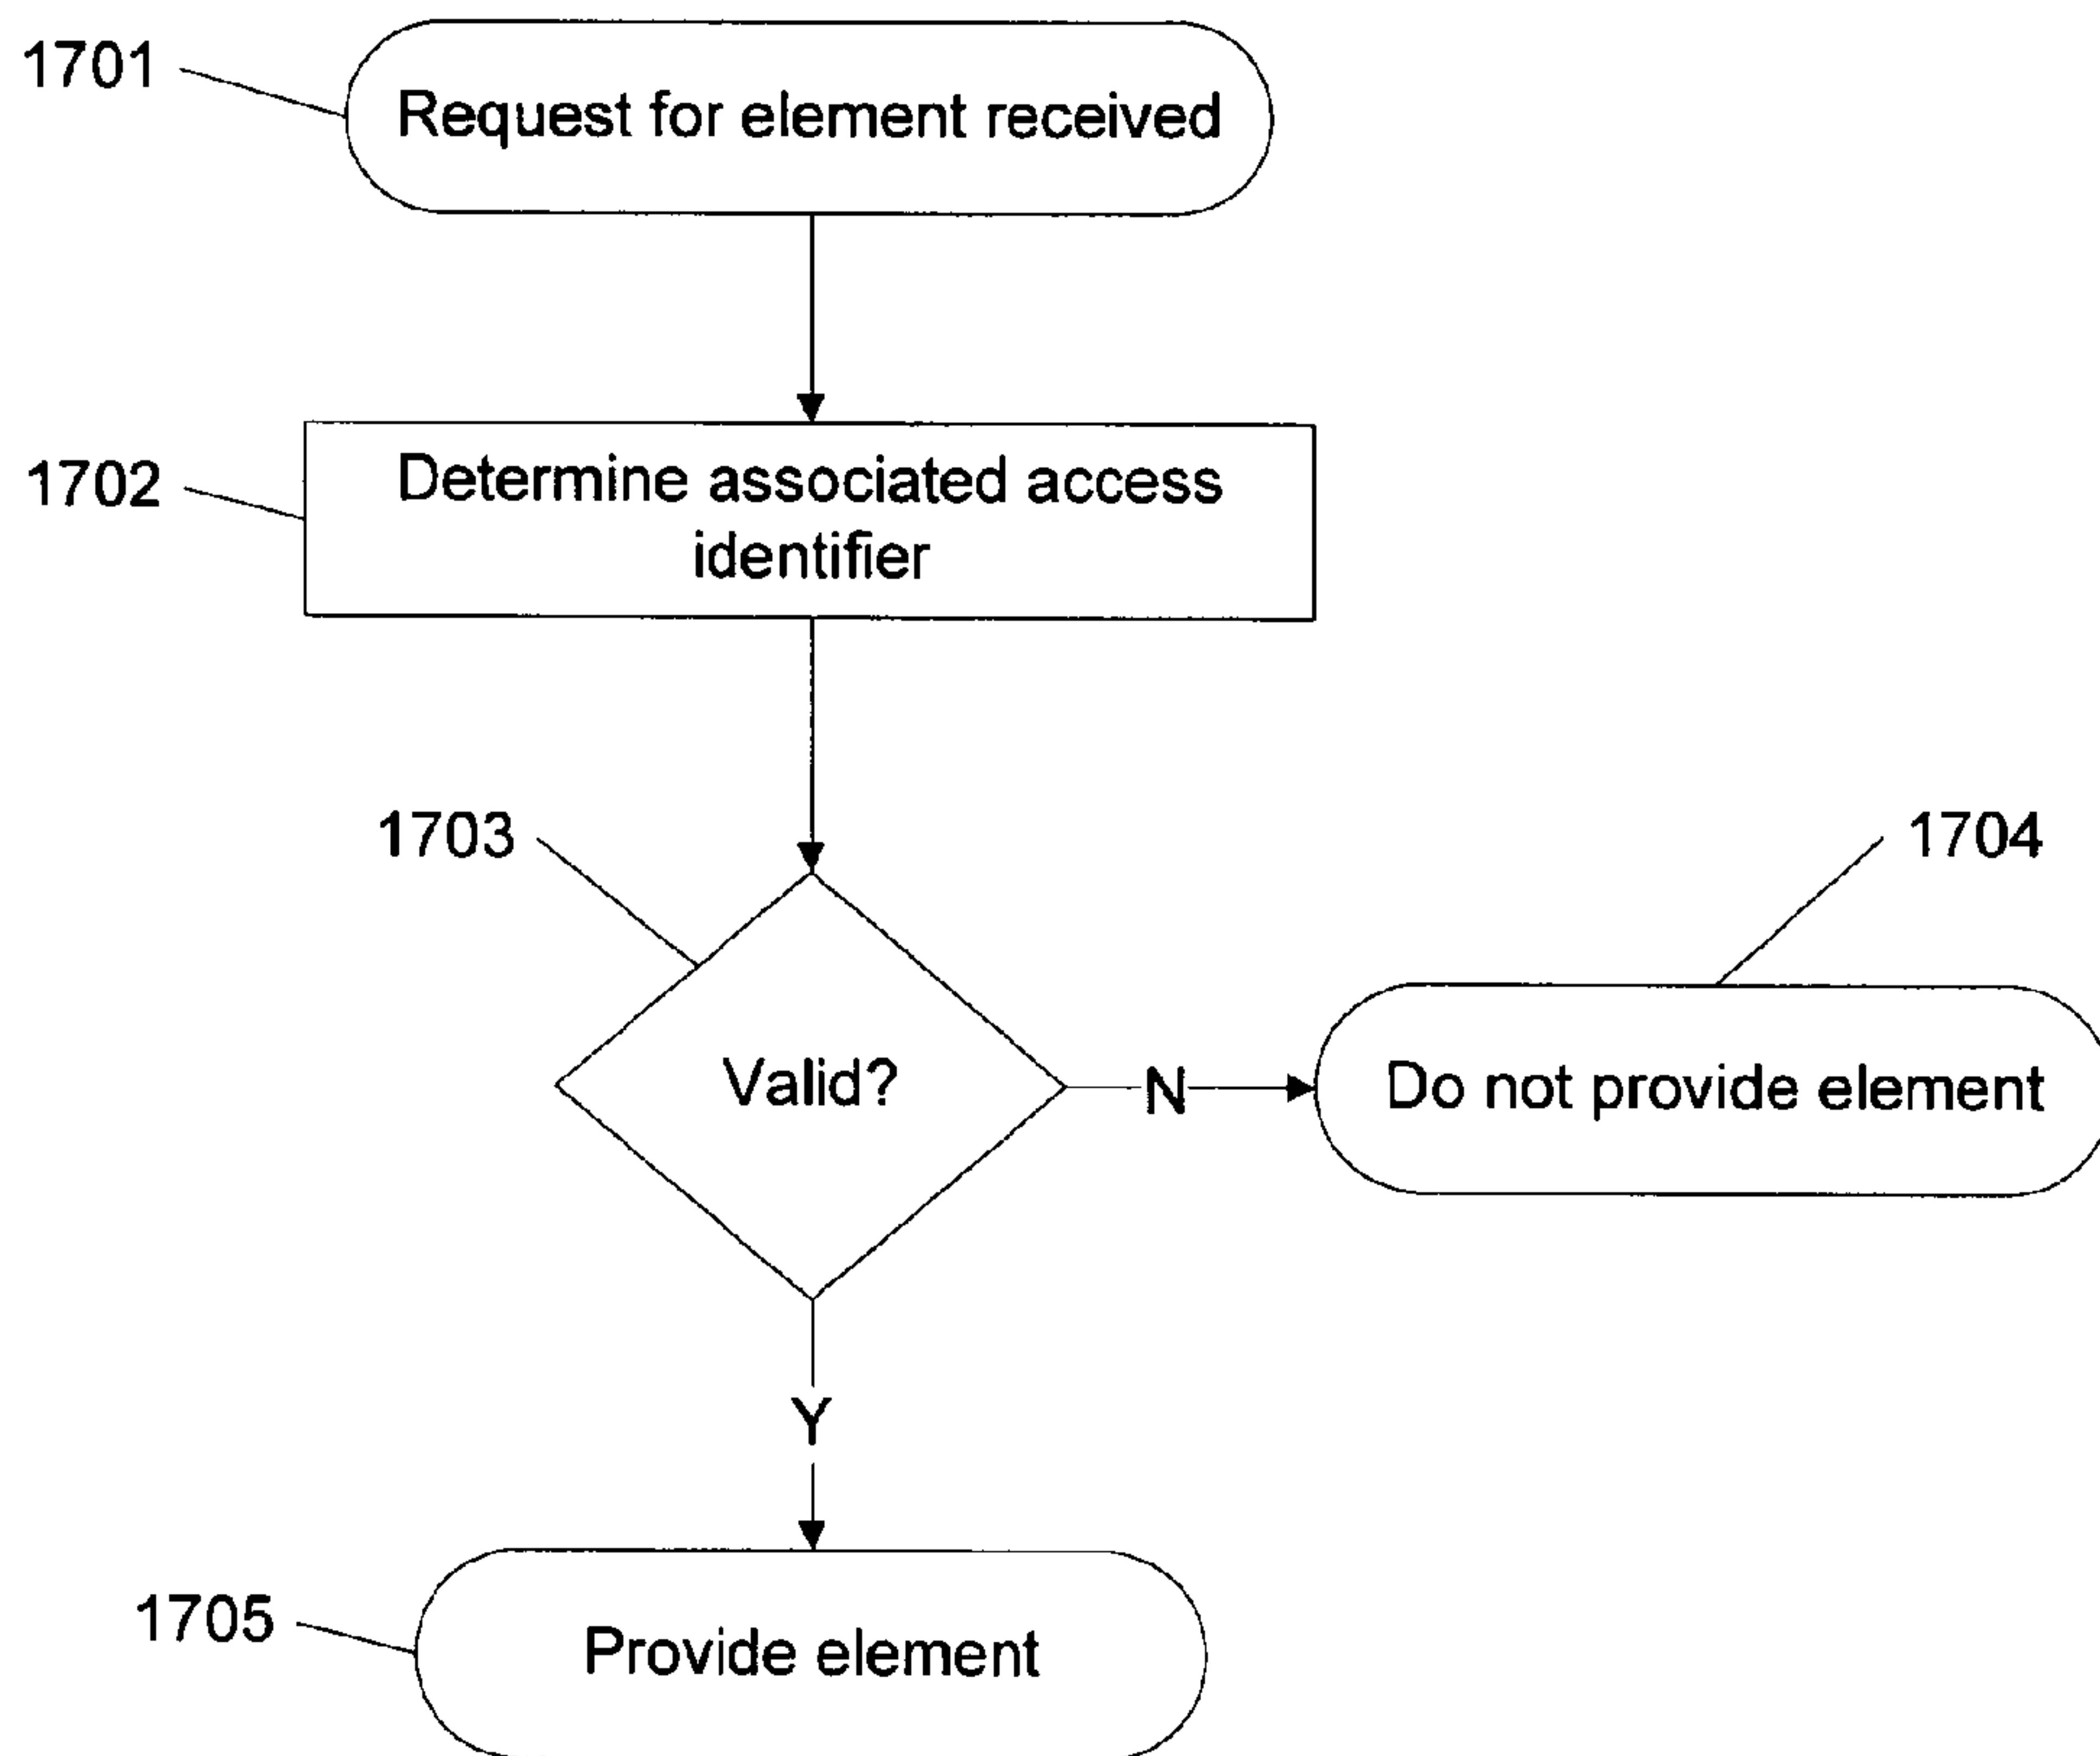 1701
Request for element received
1702
Determine associated access
identifier
1703
1704
Valid?
N
Do not provide element
Y
1705
Provide element